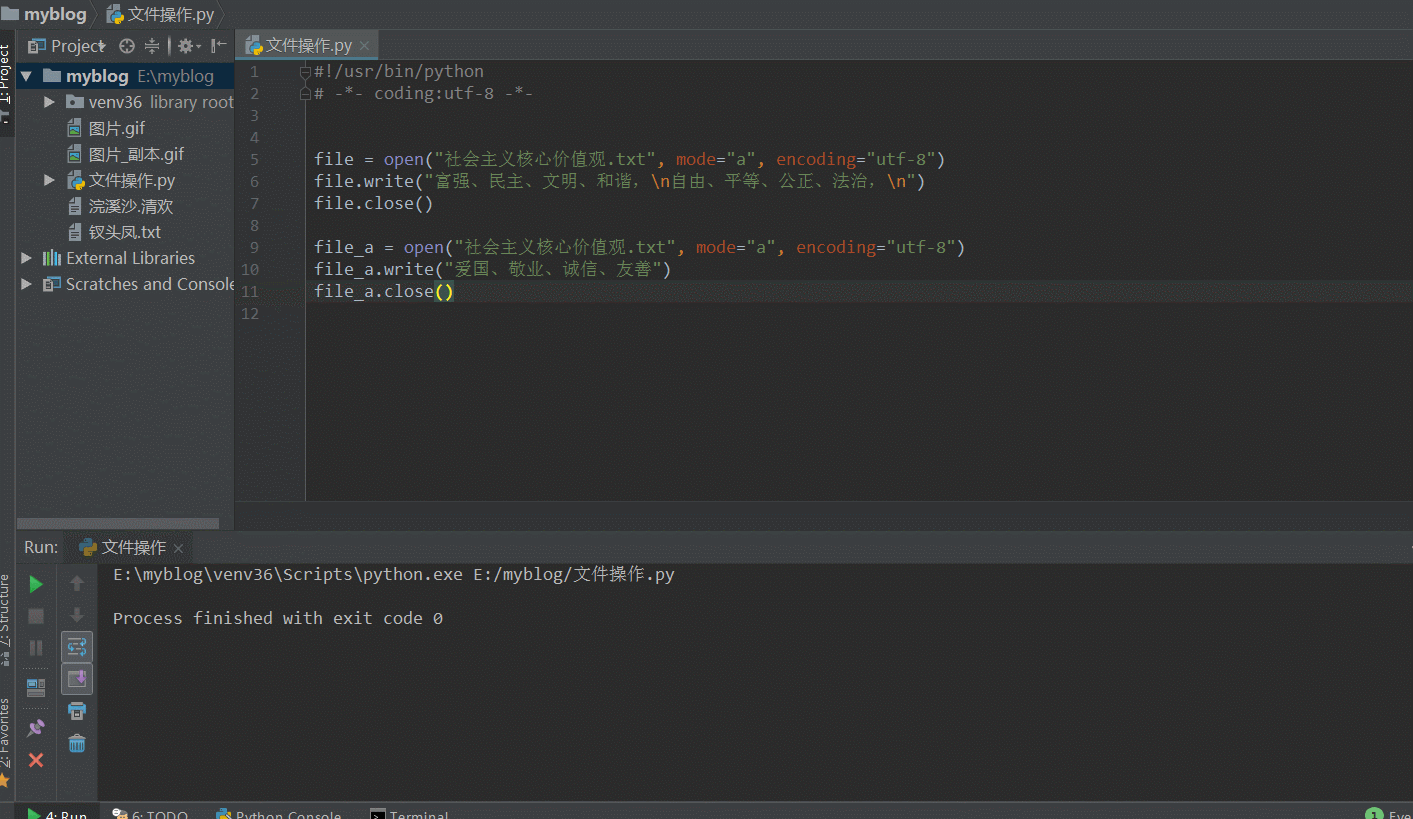 myblog 文件操作.py
1: Project
Project
文件操作.py
myblog E:\myblog
venv36 library root
图片.gif
图片_副本.gif
文件操作.py
浣溪沙.清欢
钗头凤.txt
External Libraries
Scratches and Console
1 #!/usr/bin/python
2 # -*- coding:utf-8 -*-
3
4
5 file = open("社会主义核心价值观.txt", mode="a", encoding="utf-8")
6 file.write("富强、民主、文明、和谐，\n自由、平等、公正、法治，\n")
7 file.close()
8
9 file_a = open("社会主义核心价值观.txt", mode="a", encoding="utf-8")
10 file_a.write("爱国、敬业、诚信、友善")
11 file_a.close()
12
Run: 文件操作
E:\myblog\venv36\Scripts\python.exe E:/myblog/文件操作.py
Process finished with exit code 0
7: Structure
2: Favorites
4: Run 6: TODO Python Console Terminal 1 Eve